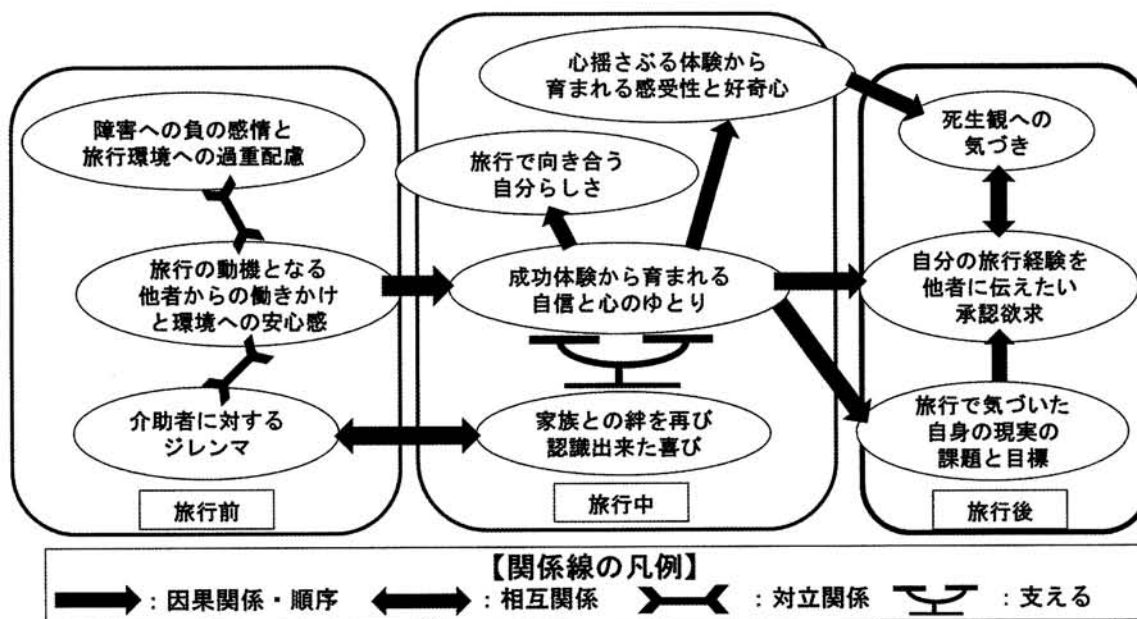 障害への負の感情と
旅行環境への過重配慮
旅行の動機となる
他者からの働きかけ
と環境への安心感
介助者に対する
ジレンマ
旅行前
心揺さぶる体験から
育まれる感受性と好奇心
旅行で向き合う
自分らしさ
成功体験から育まれる
自信と心のゆとり
家族との絆を再び
認識出来た喜び
旅行中
死生観への
気づき
自分の旅行経験を
他者に伝えたい
承認欲求
旅行で気づいた
自身の現実の
課題と目標
旅行後
【関係線の凡例】
：因果関係・順序
：相互関係
：対立関係
：支える